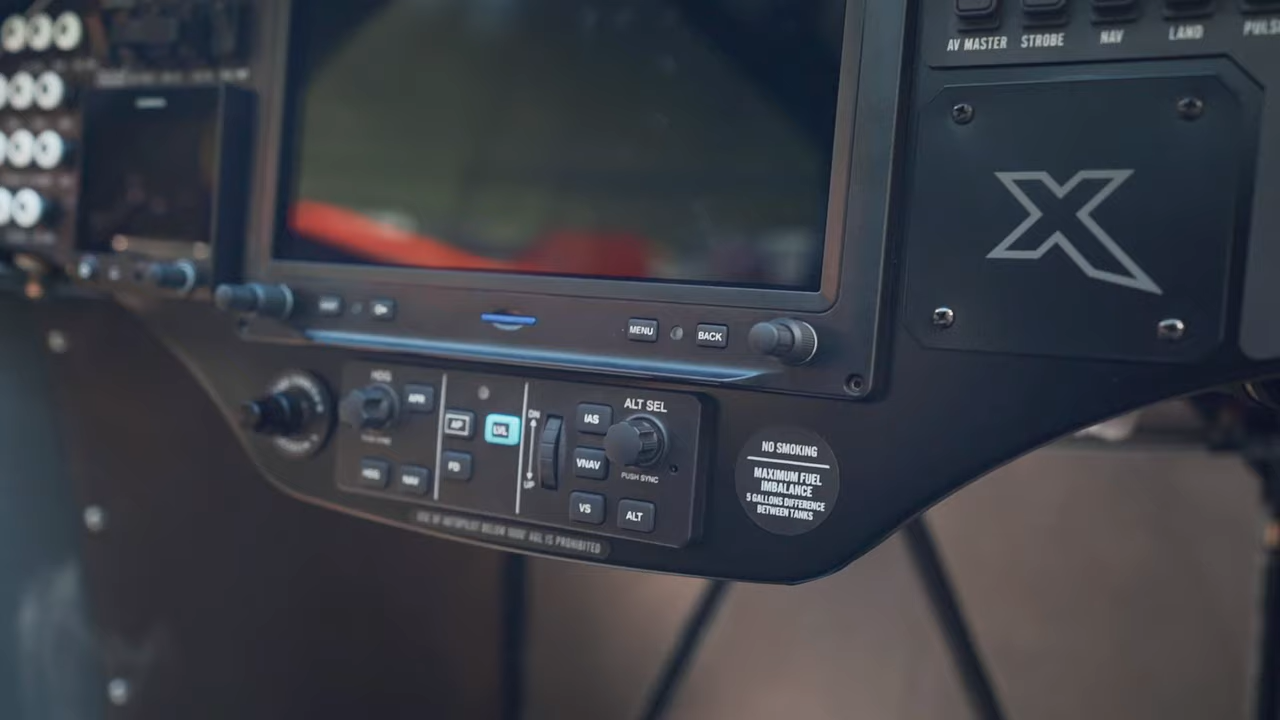 AV MASTER
STROBE
NAV
LAND
PULSE
MENU
BACK
HDG
APR
AP
LVL
FD
HDG
NAV
DN
UP
IAS
VNAV
VS
ALT
ALT SEL
PUSH SYNC
NO SMOKING
MAXIMUM FUEL
IMBALANCE
5 GALLONS DIFFERENCE
BETWEEN TANKS
USE OF AUTOPILOT BELOW 1000' AGL IS PROHIBITED